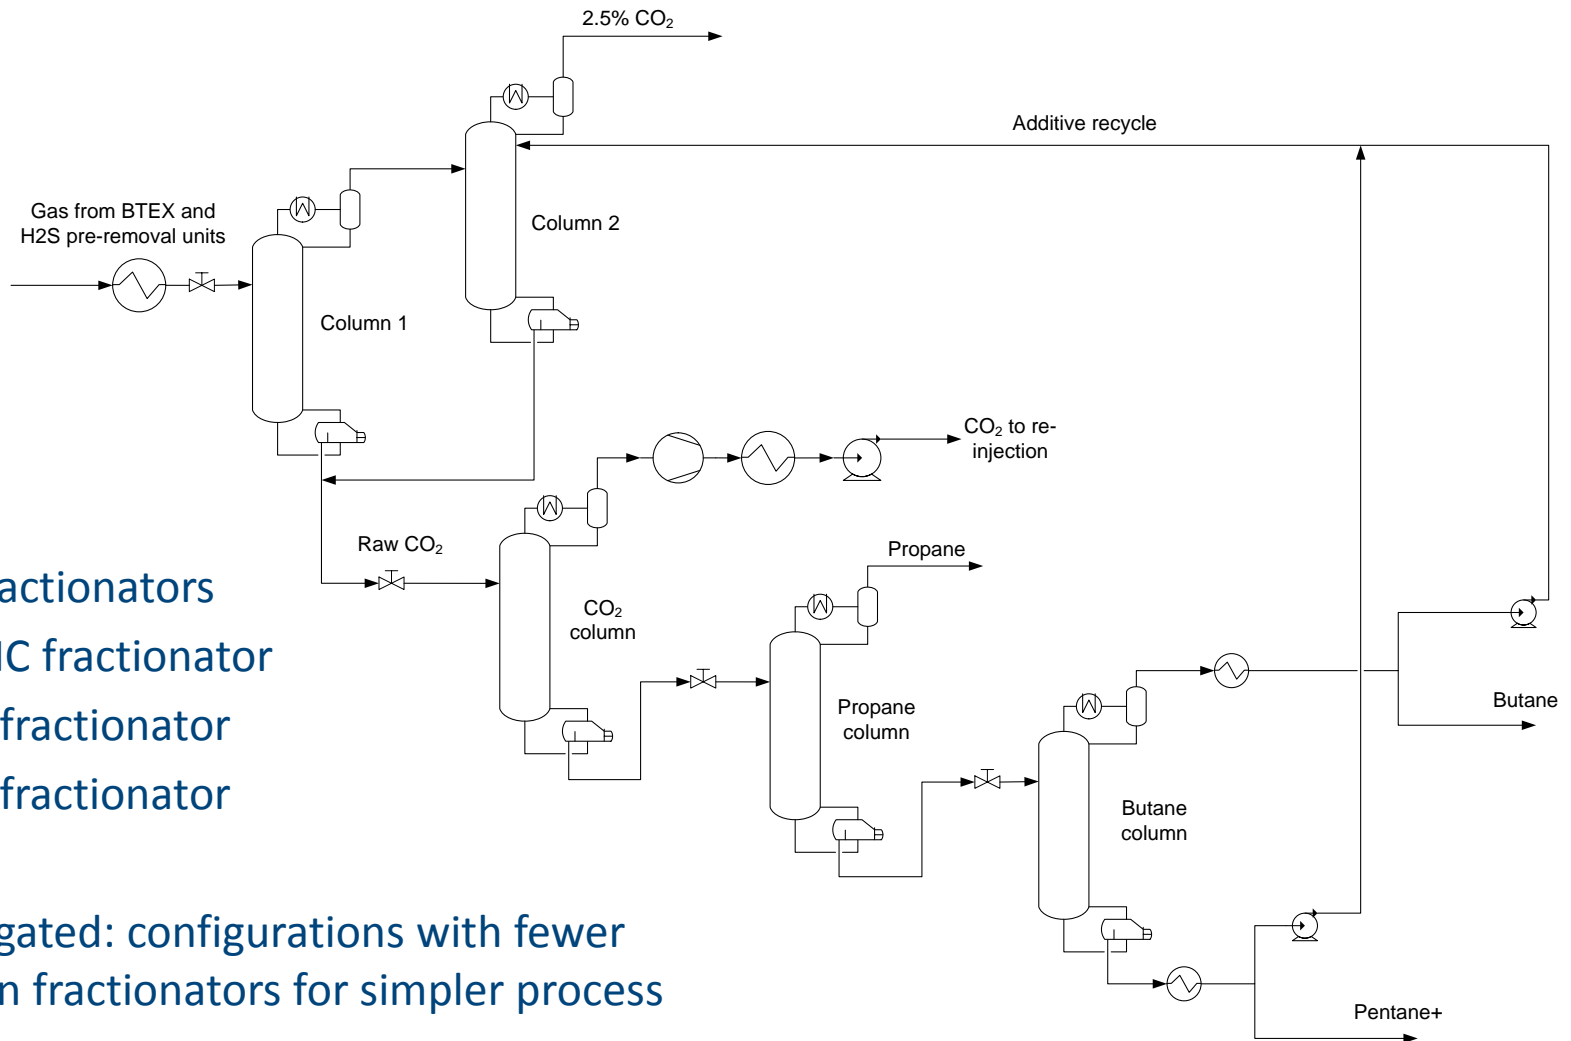 2.5% CO₂
Additive recycle
Gas from BTEX and
H2S pre-removal units
Column 2
Column 1
CO₂ to re-
injection
Raw CO₂
Propane
CO₂
column
Propane
column
Butane
Butane
column
Pentane+
actionators
fractionator
fractionator
fractionator
gated: configurations with fewer
n fractionators for simpler process